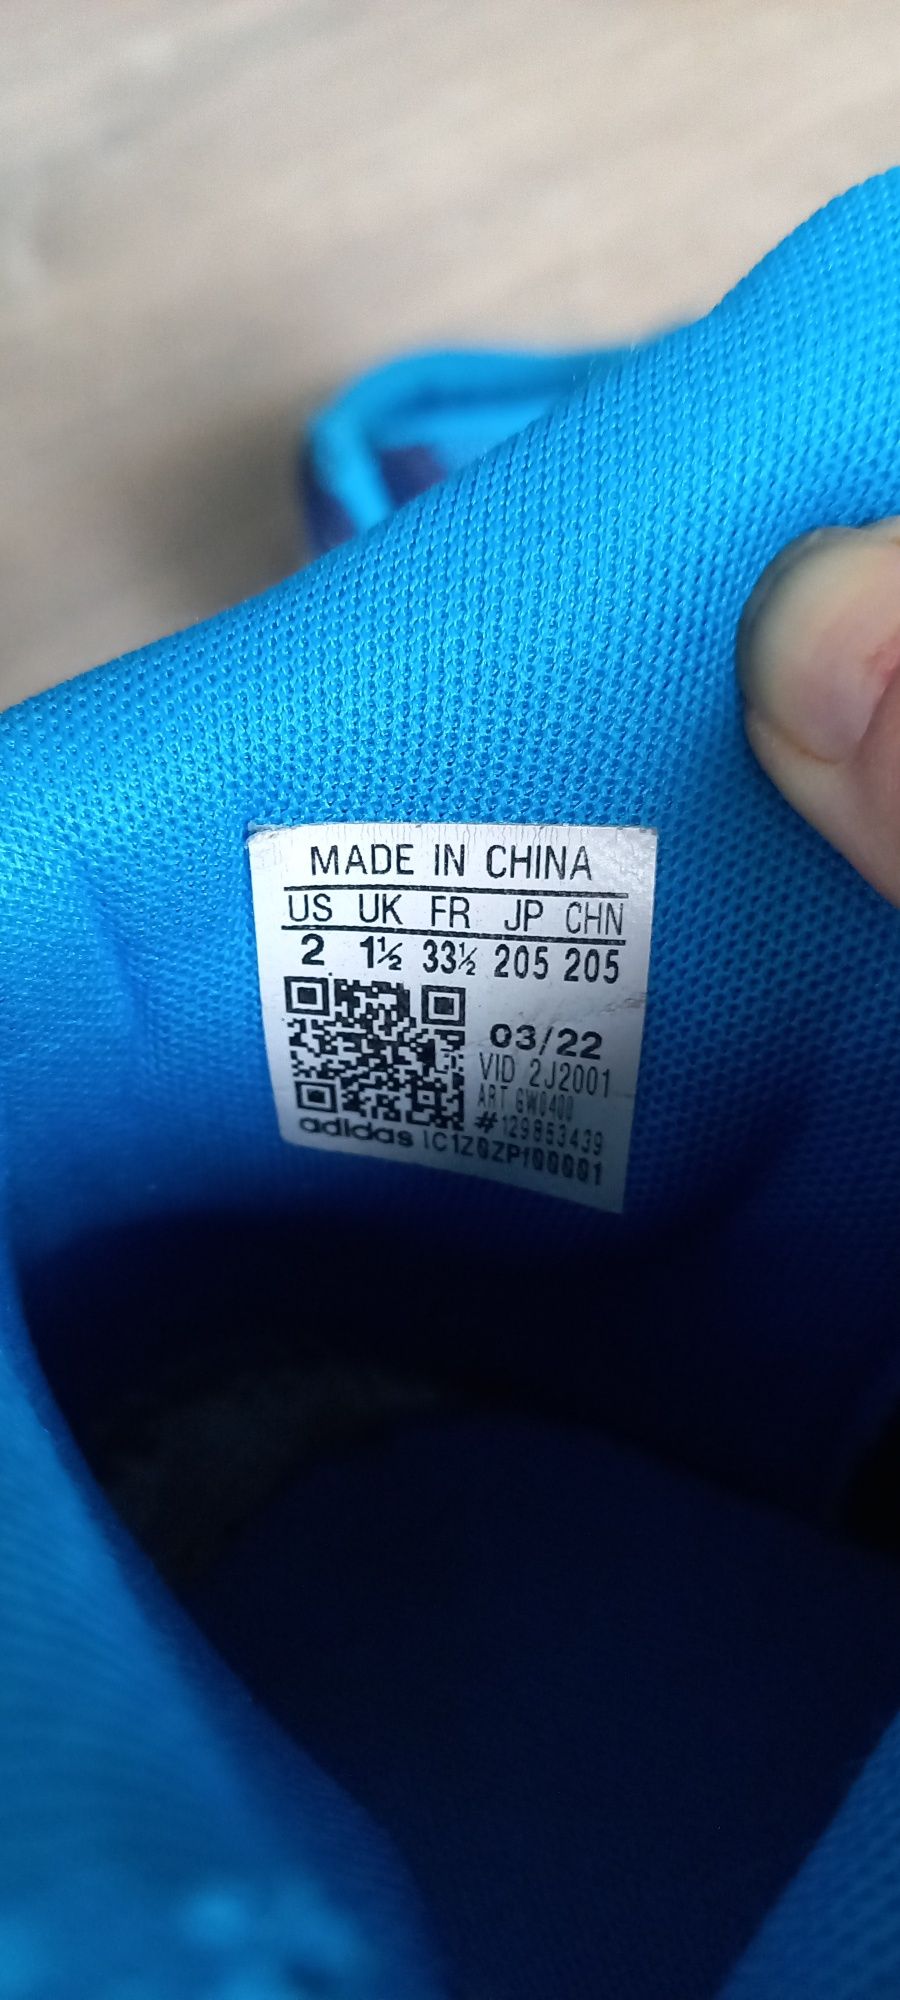 MADE IN CHINA
US UK FR JP CHN
2 1½ 33½ 205 205
03/22
VID 2J2001
ART GW0400
#129853439
adidas IC1Z0ZPf00001